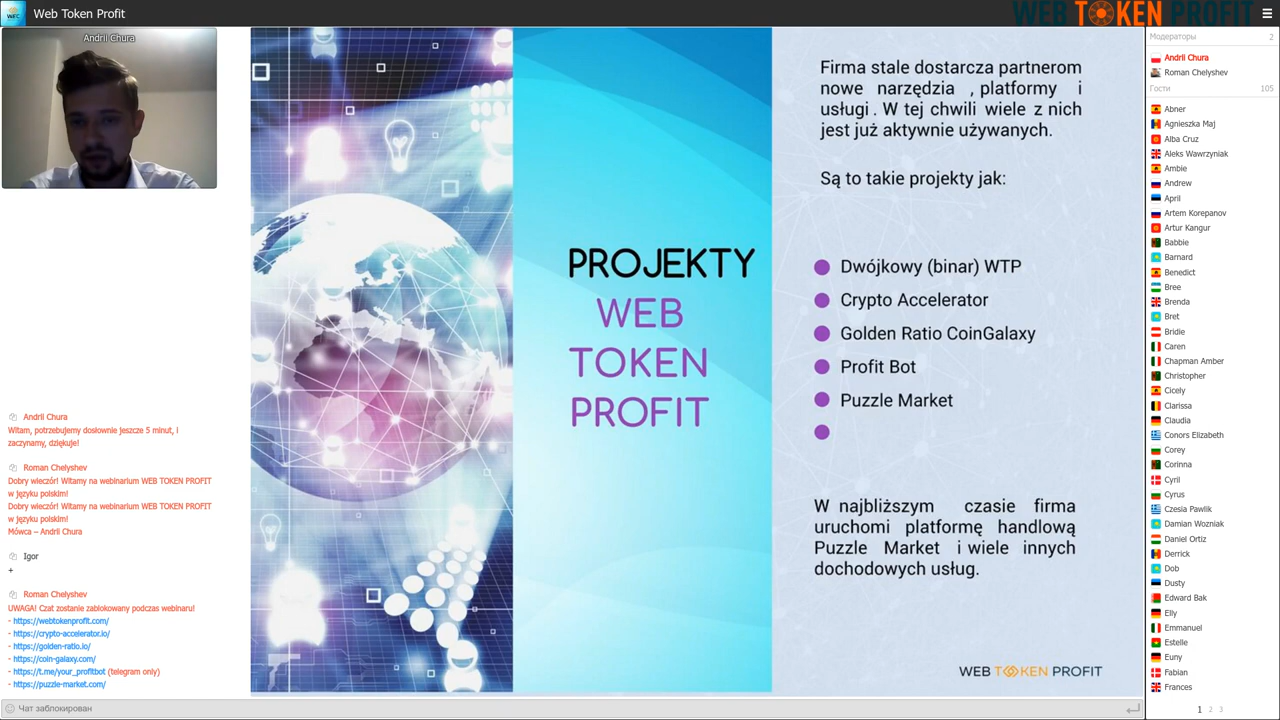 Web Token Profit
WEB TOKEN PROFIT
Andrii Chura
Andrii Chura
Witam, potrzebujemy dosłownie jeszcze 5 minut, i
zaczynamy, dziękuje!
Roman Chelyshev
Dobry wieczór! Witamy na webinarium WEB TOKEN PROFIT
w języku polskim!
Dobry wieczór! Witamy na webinarium WEB TOKEN PROFIT
w języku polskim!
Mówca – Andrii Chura
Igor
+
Roman Chelyshev
UWAGA! Czat zostanie zablokowany podczas webinaru!
- https://webtokenprofit.com/
- https://crypto-accelerator.io/
- https://golden-ratio.io/
- https://coin-galaxy.com/
- https://t.me/your_profitbot (telegram only)
- https://puzzle-market.com/
Чат заблокирован
PROJEKTY
WEB
TOKEN
PROFIT
Firma stale dostarcza partnerom
nowe narzędzia , platformy i
usługi . W tej chwili wiele z nich
jest już aktywnie używanych.
Są to takie projekty jak:
Dwójkowy (binar) WTP
Crypto Accelerator
Golden Ratio CoinGalaxy
Profit Bot
Puzzle Market
W najbliższym czasie firma
uruchomi platformę handlową
Puzzle Market i wiele innych
dochodowych usług.
WEB TOKEN PROFIT
Модераторы 2
Andrii Chura
Roman Chelyshev
Гости 105
Abner
Agnieszka Maj
Alba Cruz
Aleks Wawrzyniak
Ambie
Andrew
April
Artem Korepanov
Artur Kangur
Babbie
Barnard
Benedict
Bree
Brenda
Bret
Bridie
Caren
Chapman Amber
Christopher
Cicely
Clarissa
Claudia
Conors Elizabeth
Corey
Corinna
Cyril
Cyrus
Czesia Pawlik
Damian Wozniak
Daniel Ortiz
Derrick
Dob
Dusty
Edward Bak
Elly
Emmanuel
Estelle
Euny
Fabian
Frances
1 2 3